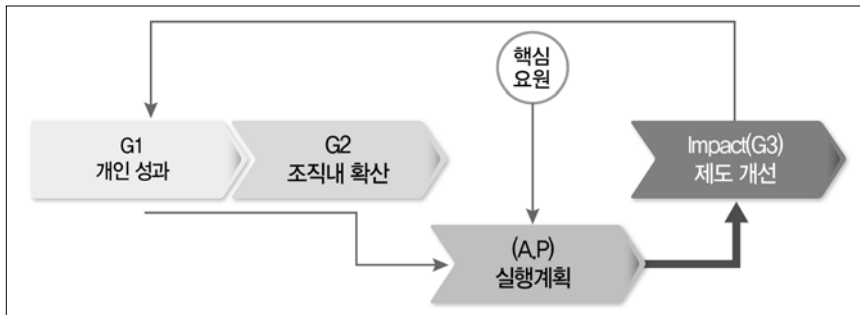 핵심
요원
G1
개인 성과
G2
조직내 확산
Impact(G3)
제도 개선
(A.P)
실행계획